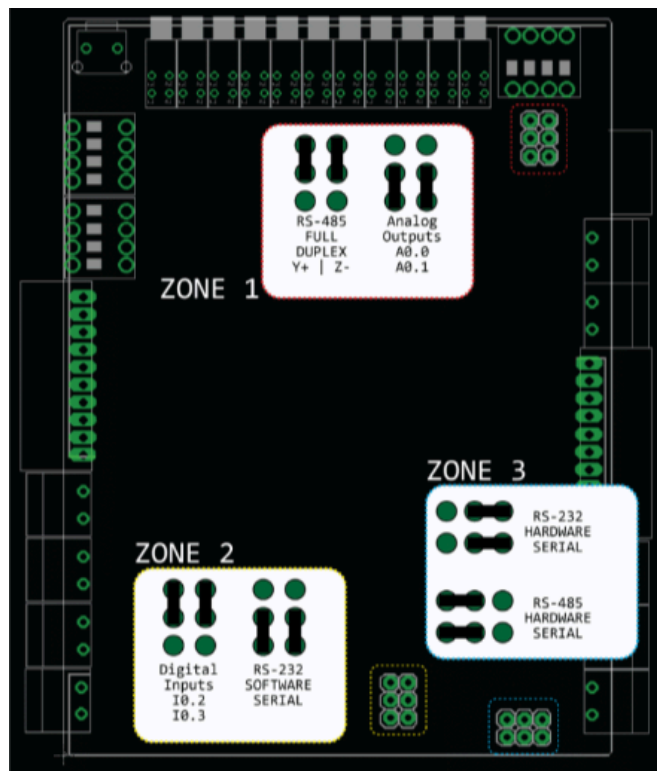 RS-485
FULL
DUPLEX
Y+ | Z-
Analog
Outputs
A0.0
A0.1
ZONE 1
ZONE 3
RS-232
HARDWARE
SERIAL
RS-485
HARDWARE
SERIAL
ZONE 2
Digital
Inputs
I0.2
I0.3
RS-232
SOFTWARE
SERIAL